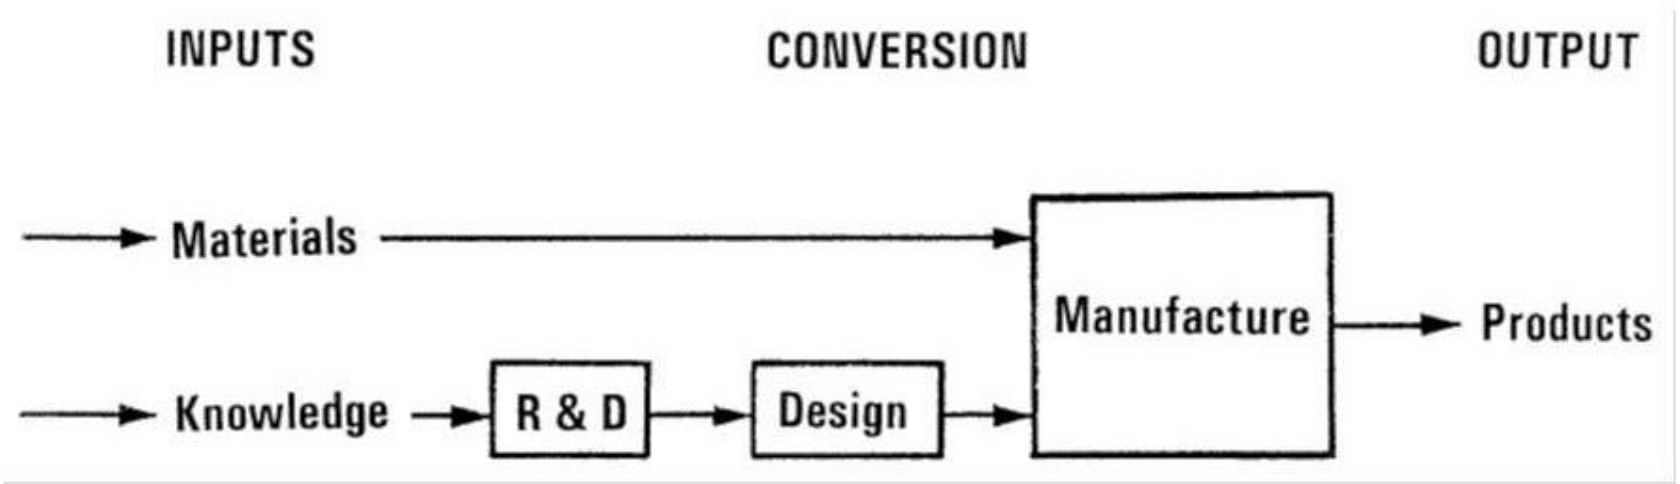 INPUTS
CONVERSION
OUTPUT
Materials
Manufacture
Products
Knowledge
R & D
Design